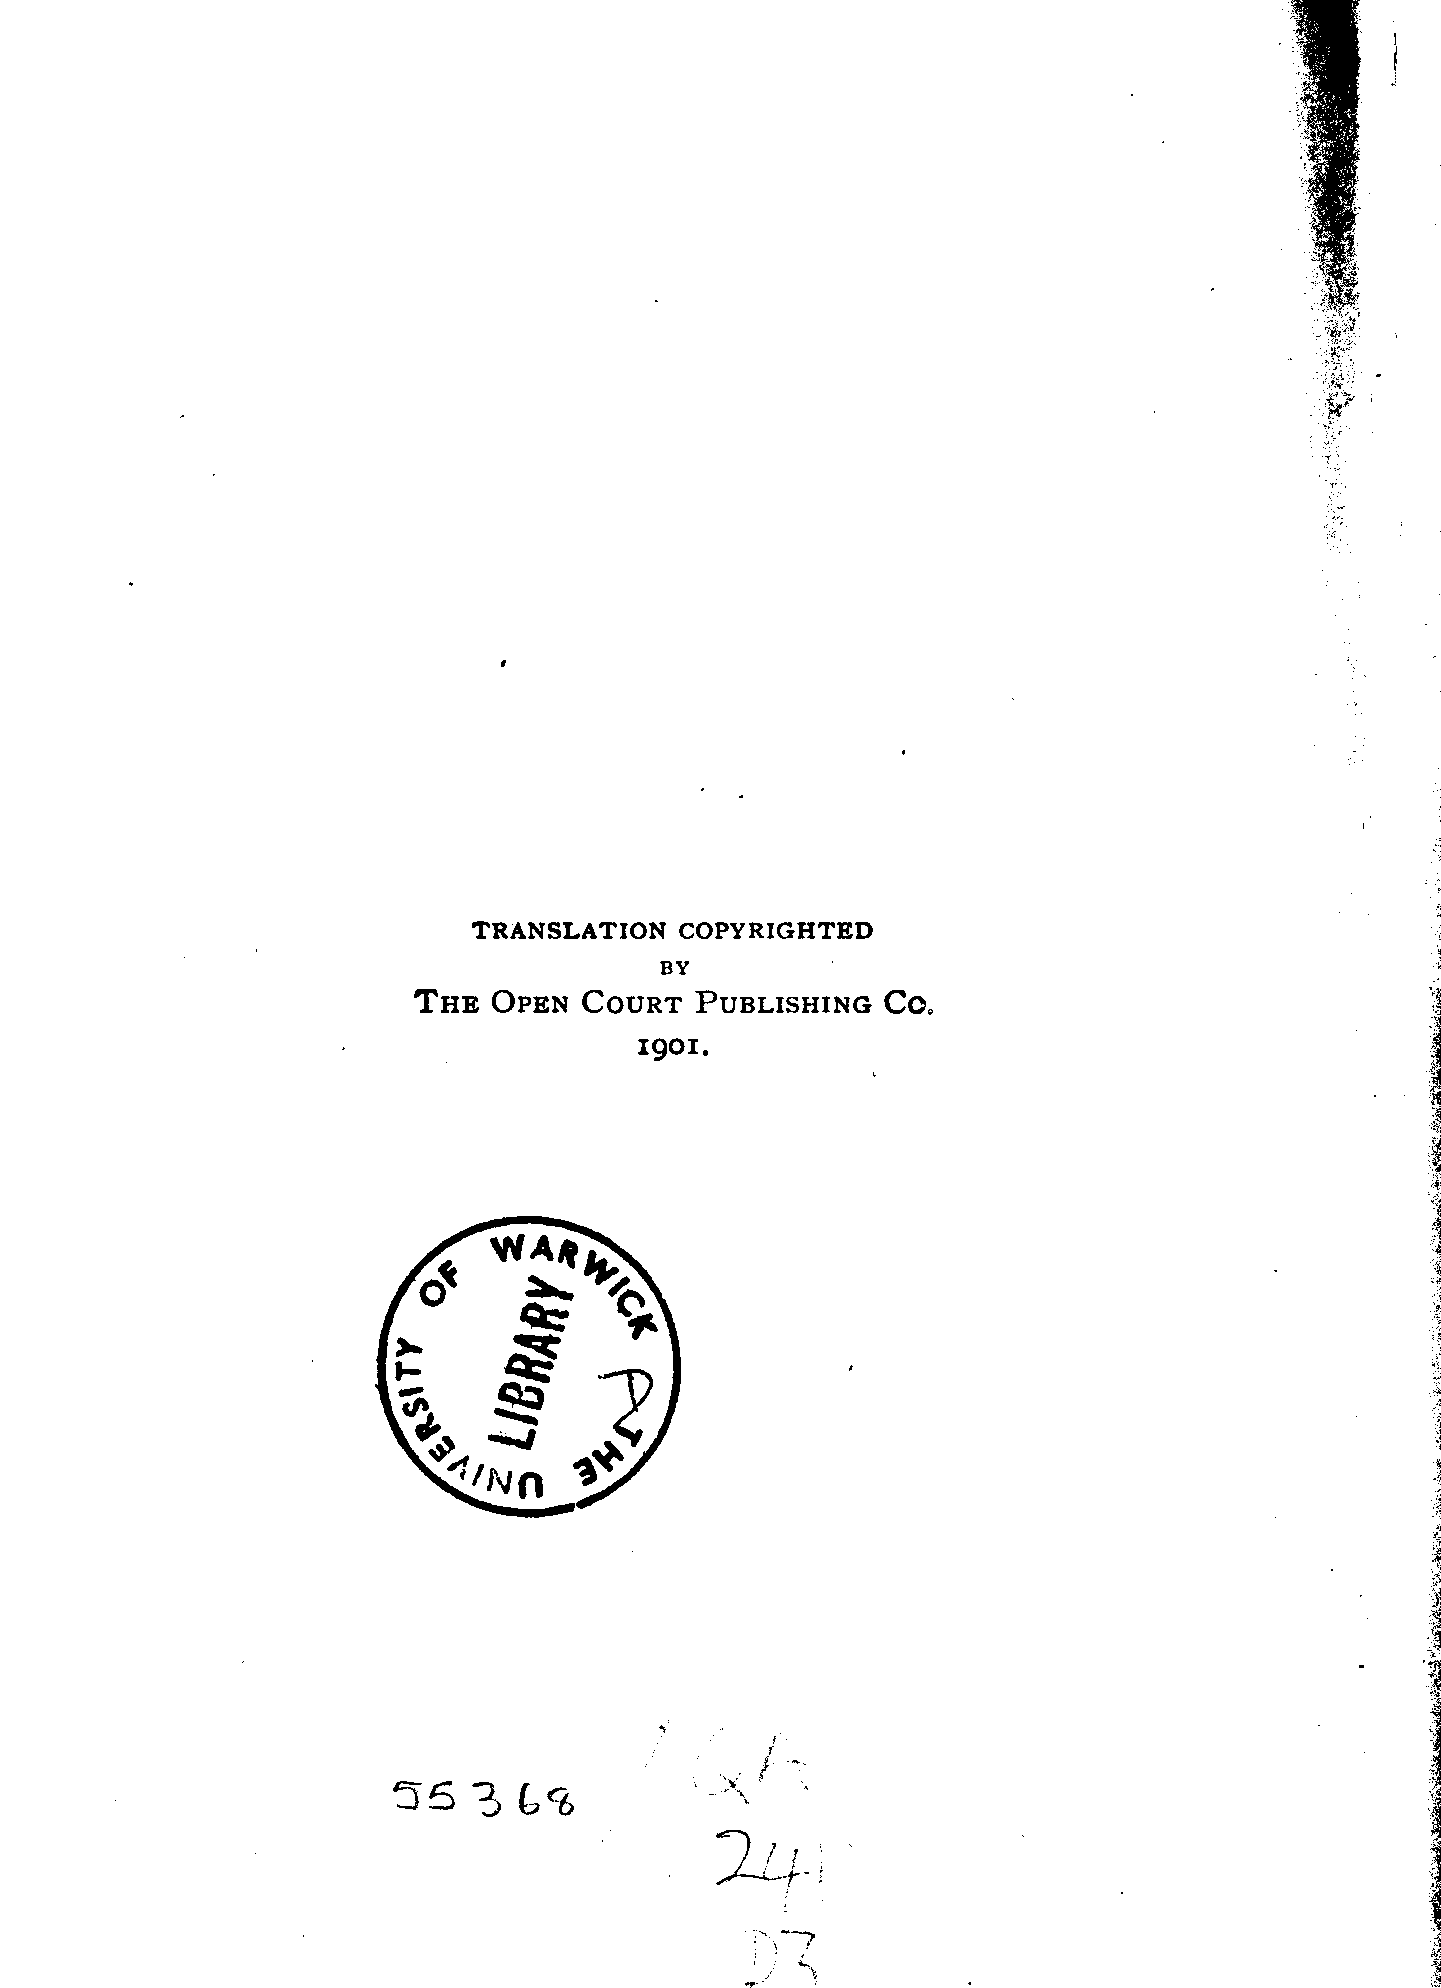 TRANSLATION COPYRIGHTED
BY
THE OPEN COURT PUBLISHING CO.
1901.
THE UNIVERSITY OF WARWICK
LIBRARY
55368
QA
241
D3